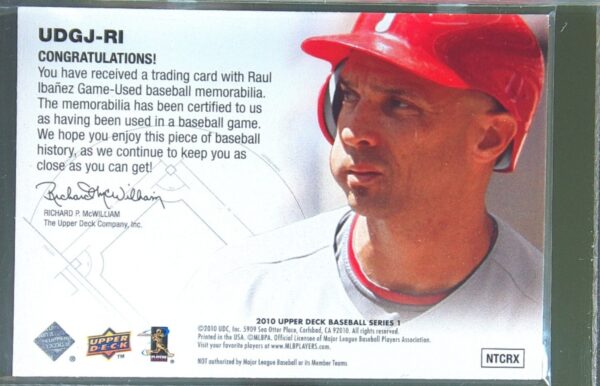 UDGJ-RI
CONGRATULATIONS!
You have received a trading card with Raul
Ibañez Game-Used baseball memorabilia.
The memorabilia has been certified to us
as having been used in a baseball game.
We hope you enjoy this piece of baseball
history, as we continue to keep you as
close as you can get!
Richard McWilliam
RICHARD P. McWILLIAM
The Upper Deck Company, Inc.
2010 UPPER DECK BASEBALL SERIES 1
©2010 UDC, Inc. 5909 Sea Otter Place, Carlsbad, CA 92010. All rights reserved.
Printed in the USA. ©MLBPA. Official Licensee of Major League Baseball Players Association.
Visit your favorite players at www.MLBPLAYERS.com.
NOT authorized by Major League Baseball or its Member Teams
UPPER
DECK
TM
PLAYERS
NTCRX